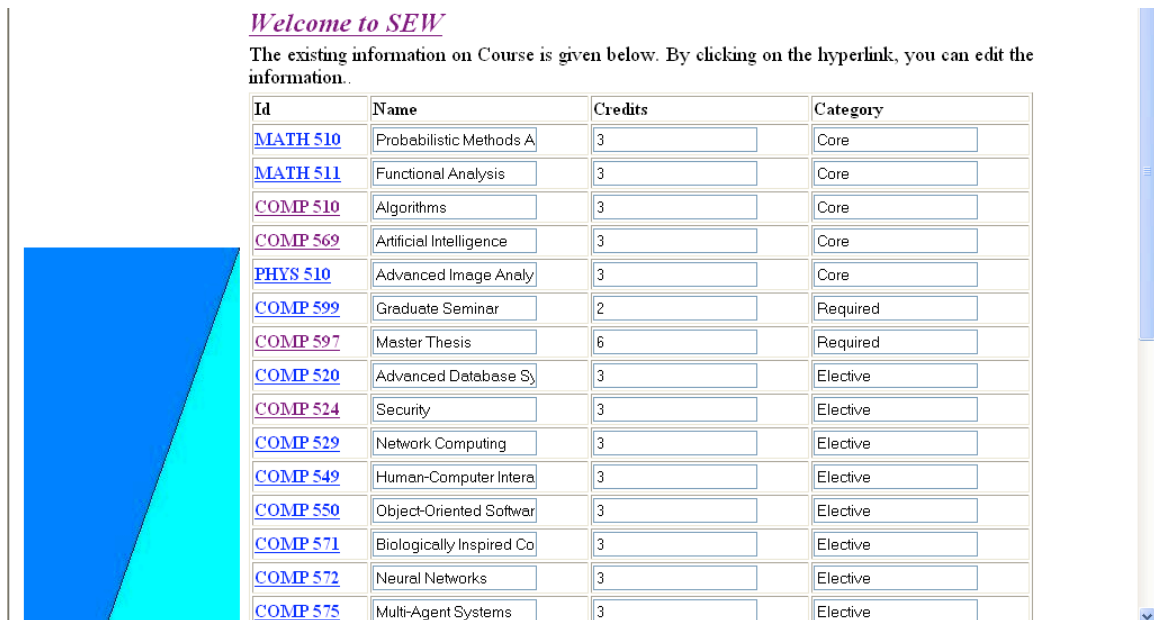 Welcome to SEW
The existing information on Course is given below. By clicking on the hyperlink, you can edit the
information..
Id Name Credits Category
MATH 510 Probabilistic Methods A 3 Core
MATH 511 Functional Analysis 3 Core
COMP 510 Algorithms 3 Core
COMP 569 Artificial Intelligence 3 Core
PHYS 510 Advanced Image Analy 3 Core
COMP 599 Graduate Seminar 2 Required
COMP 597 Master Thesis 6 Required
COMP 520 Advanced Database Sy 3 Elective
COMP 524 Security 3 Elective
COMP 529 Network Computing 3 Elective
COMP 549 Human-Computer Intera 3 Elective
COMP 550 Object-Oriented Softwar 3 Elective
COMP 571 Biologically Inspired Co 3 Elective
COMP 572 Neural Networks 3 Elective
COMP 575 Multi-Agent Systems 3 Elective